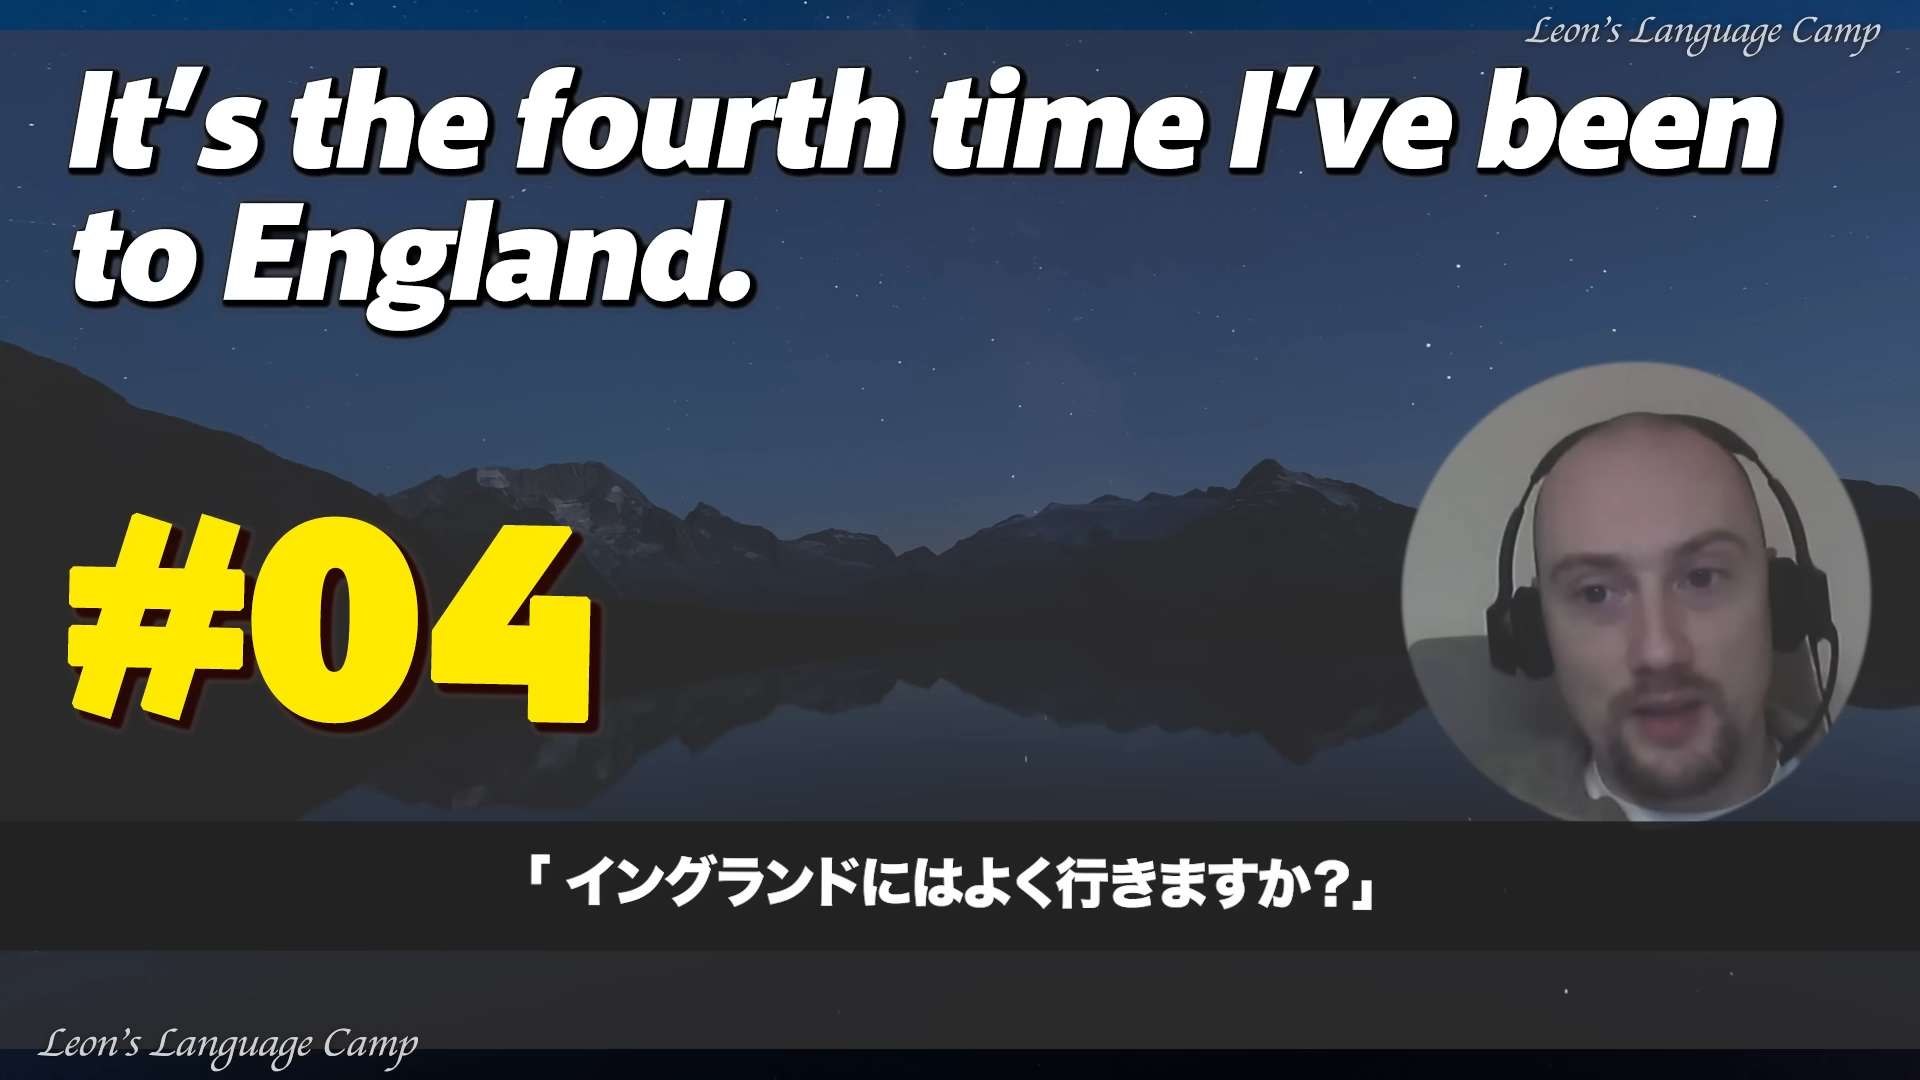 Leon's Language Camp
It's the fourth time I've been
to England.
#04
「イングランドにはよく行きますか?」
Leon's Language Camp